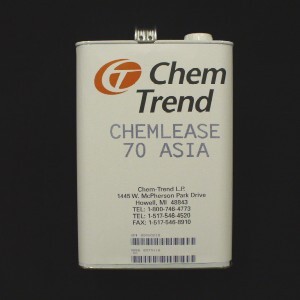 Chem
Trend
CHEMLEASE
70 ASIA
Chem-Trend L.P.
1445 W. McPherson Park Drive
Howell, MI 48843
TEL: 1-800-746-4773
TEL: 1-517-546-4520
FAX: 1-517-546-6910